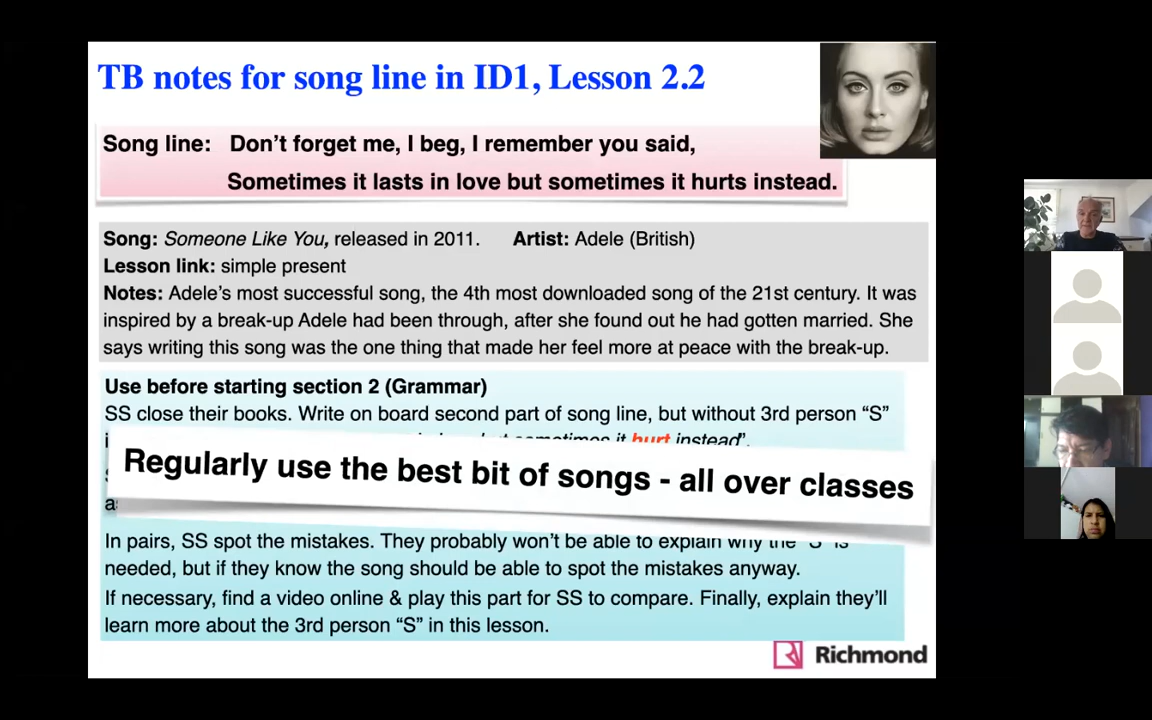 TB notes for song line in ID1, Lesson 2.2
Song line: Don't forget me, I beg, I remember you said,
Sometimes it lasts in love but sometimes it hurts instead.
Song: Someone Like You, released in 2011. Artist: Adele (British)
Lesson link: simple present
Notes: Adele's most successful song, the 4th most downloaded song of the 21st century. It was
inspired by a break-up Adele had been through, after she found out he had gotten married. She
says writing this song was the one thing that made her feel more at peace with the break-up.
Use before starting section 2 (Grammar)
SS close their books. Write on board second part of song line, but without 3rd person “S”
sometimes it hurt instead”.
Regularly use the best bit of songs - all over classes
In pairs, SS spot the mistakes. They probably won't be able to explain why the “S” is
needed, but if they know the song should be able to spot the mistakes anyway.
If necessary, find a video online & play this part for SS to compare. Finally, explain they'll
learn more about the 3rd person “S” in this lesson.
Richmond